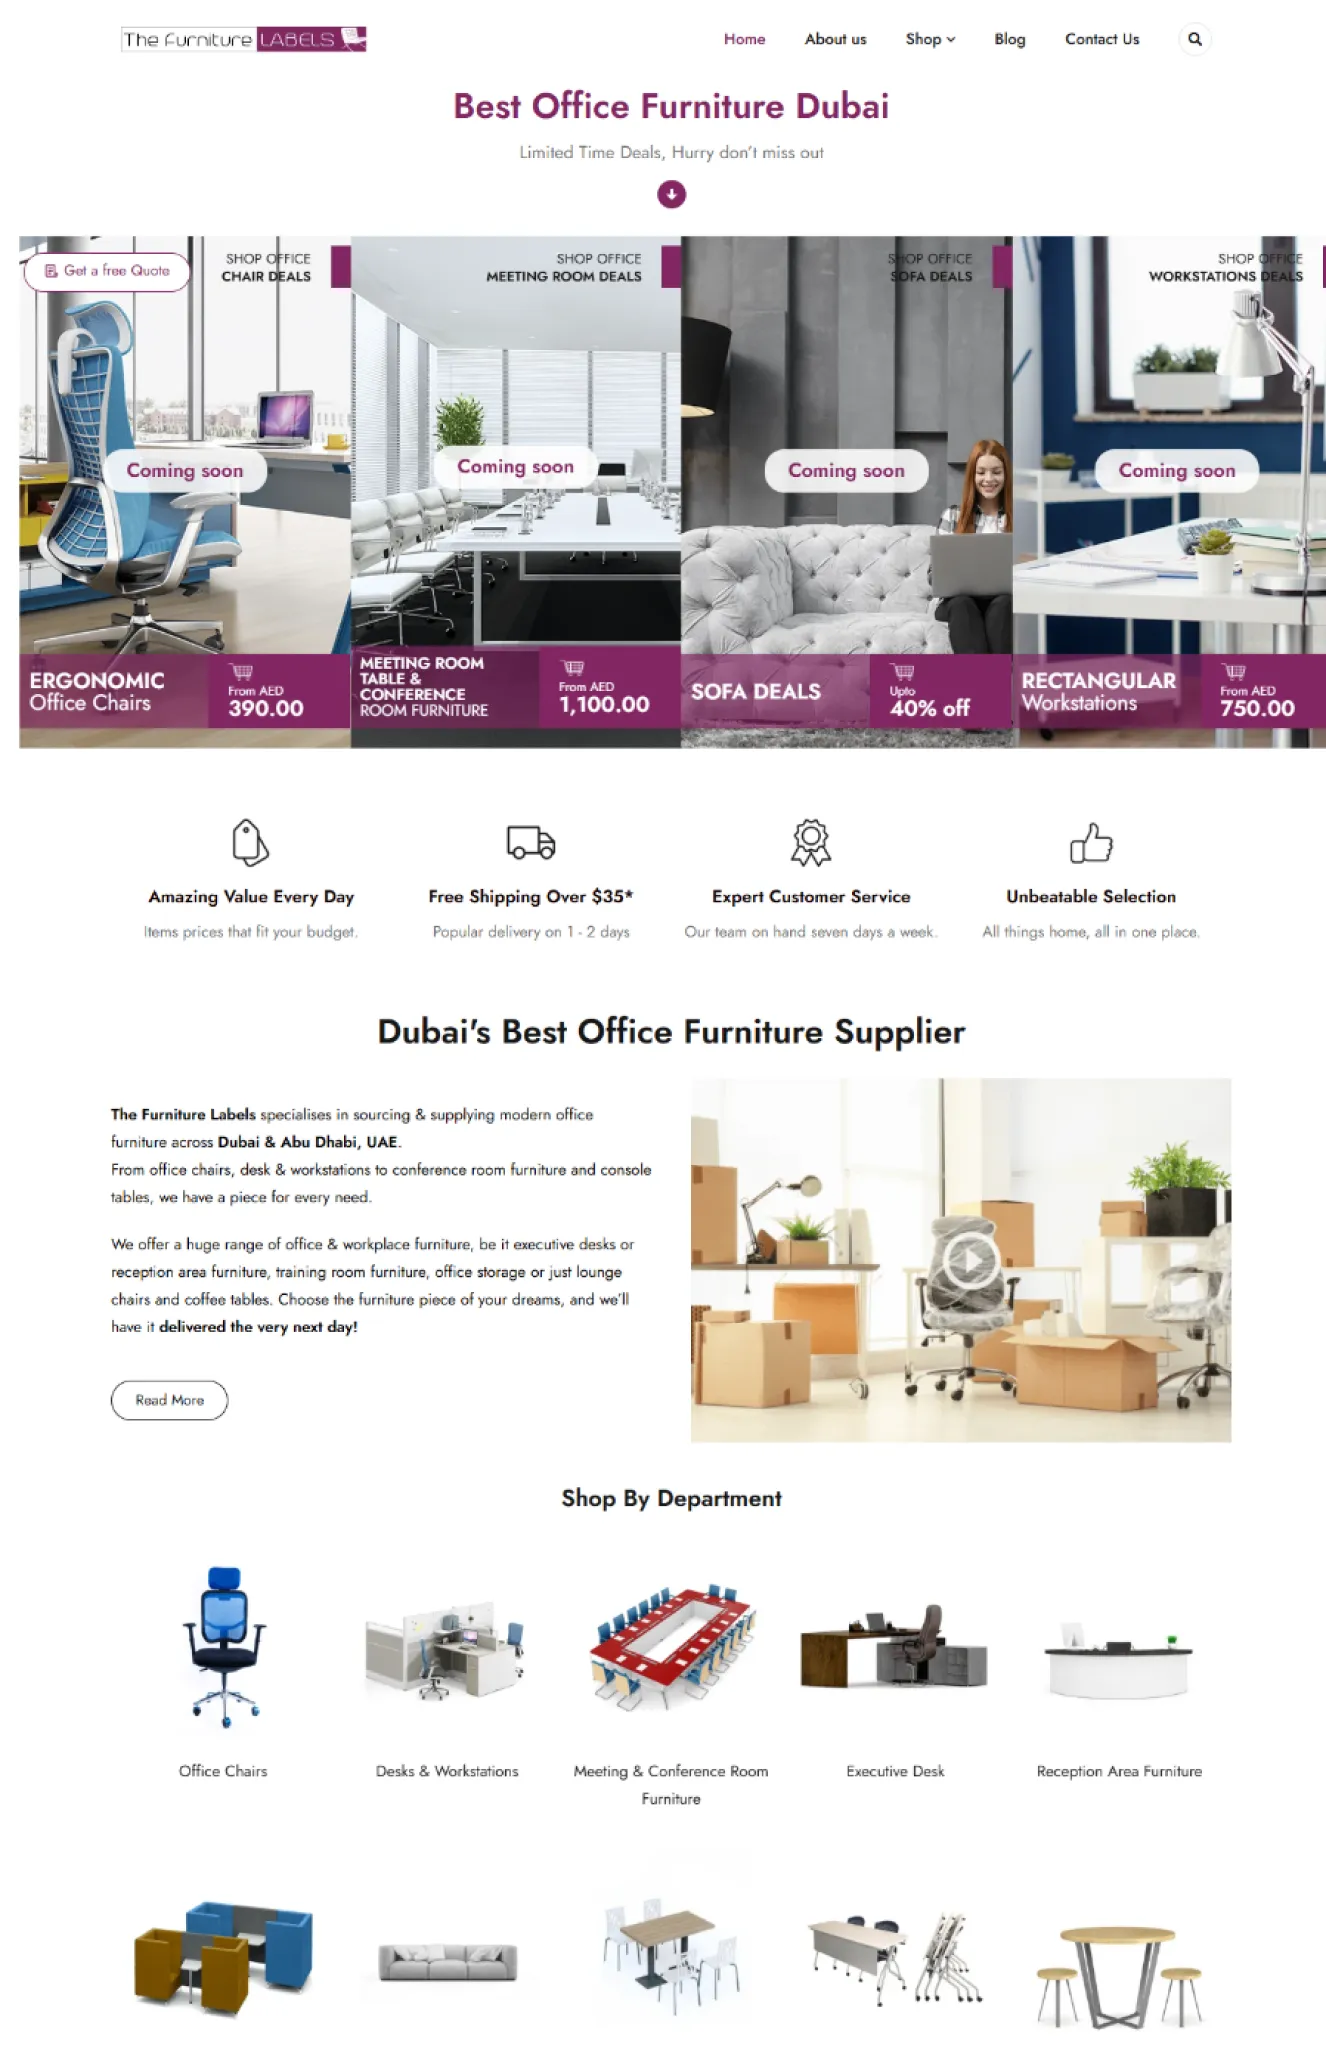 The Furniture LABELS
Home
About us
Shop
Blog
Contact Us
Best Office Furniture Dubai
Limited Time Deals, Hurry don't miss out
Get a free Quote
SHOP OFFICE
CHAIR DEALS
Coming soon
ERGONOMIC
Office Chairs
From AED
390.00
SHOP OFFICE
MEETING ROOM DEALS
Coming soon
MEETING ROOM
TABLE &
CONFERENCE
ROOM FURNITURE
From AED
1,100.00
SHOP OFFICE
SOFA DEALS
Coming soon
SOFA DEALS
Upto
40% off
SHOP OFFICE
WORKSTATIONS DEALS
Coming soon
RECTANGULAR
Workstations
From AED
750.00
Amazing Value Every Day
Items prices that fit your budget.
Free Shipping Over $35*
Popular delivery on 1 - 2 days
Expert Customer Service
Our team on hand seven days a week.
Unbeatable Selection
All things home, all in one place.
Dubai's Best Office Furniture Supplier
The Furniture Labels specialises in sourcing & supplying modern office
furniture across Dubai & Abu Dhabi, UAE.
From office chairs, desk & workstations to conference room furniture and console
tables, we have a piece for every need.
We offer a huge range of office & workplace furniture, be it executive desks or
reception area furniture, training room furniture, office storage or just lounge
chairs and coffee tables. Choose the furniture piece of your dreams, and we'll
have it delivered the very next day!
Read More
Shop By Department
Office Chairs
Desks & Workstations
Meeting & Conference Room
Furniture
Executive Desk
Reception Area Furniture